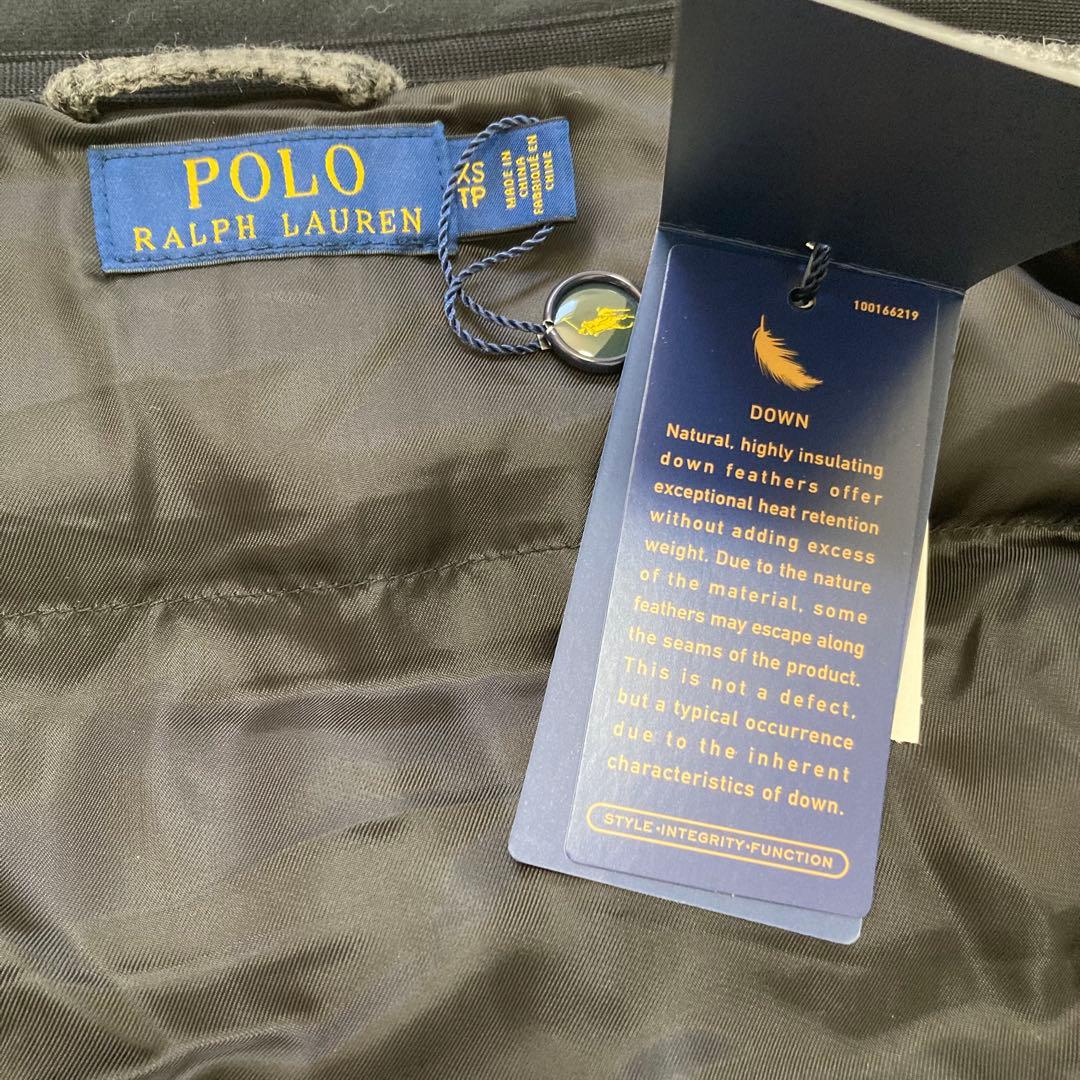 POLO
RALPH LAUREN
XS
TP
MADE IN
CHINA
FABRIQUÉ EN
CHINE
100166219
DOWN
Natural, highly insulating
down feathers offer
exceptional heat retention
without adding excess
weight. Due to the nature
of the material, some
feathers may escape along
the seams of the product.
This is not a defect,
but a typical occurrence
due to the inherent
characteristics of down.
STYLE•INTEGRITY•FUNCTION